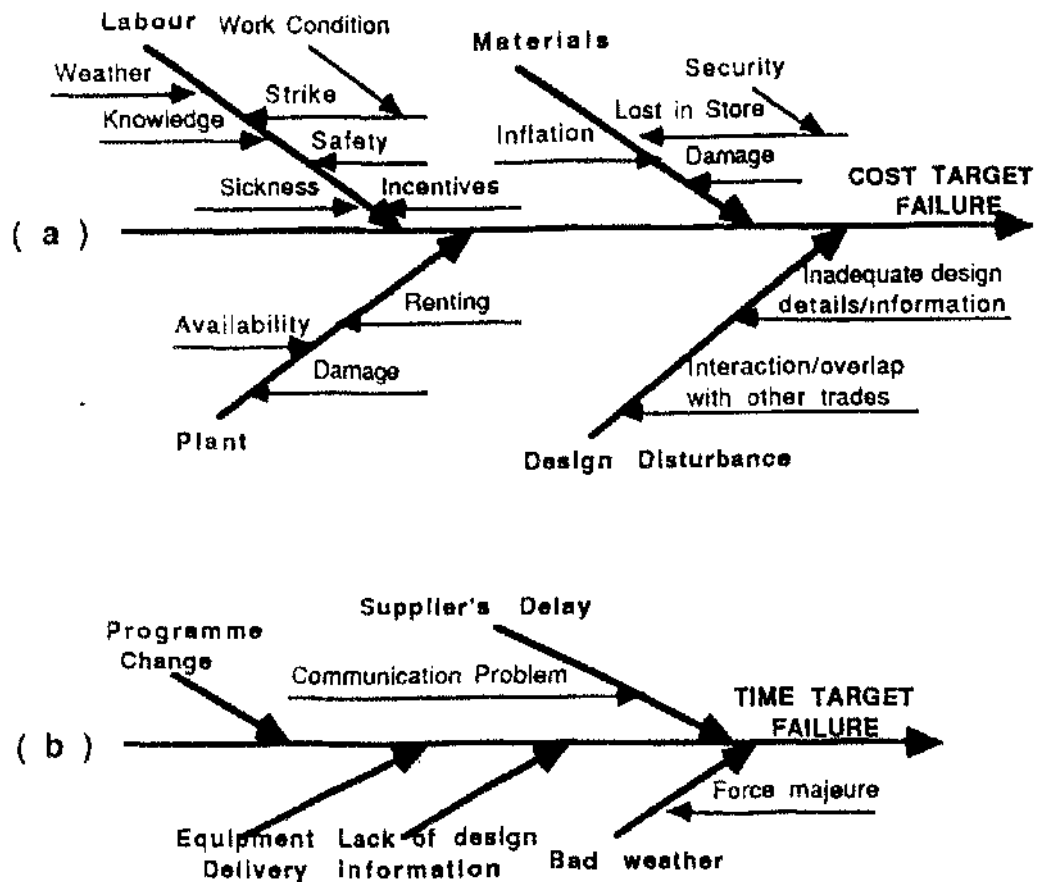 Labour
Work Condition
Materials
Weather
Security
Strike
Lost in Store
Knowledge
Safety
Inflation
Damage
Sickness
Incentives
COST TARGET
FAILURE
( a )
Inadequate design
details/information
Renting
Availability
Damage
Interaction/overlap
with other trades
Plant
Design Disturbance
Supplier's Delay
Programme
Change
Communication Problem
TIME TARGET
FAILURE
( b )
Force majeure
Equipment
Delivery
Lack of design
Information
Bad weather